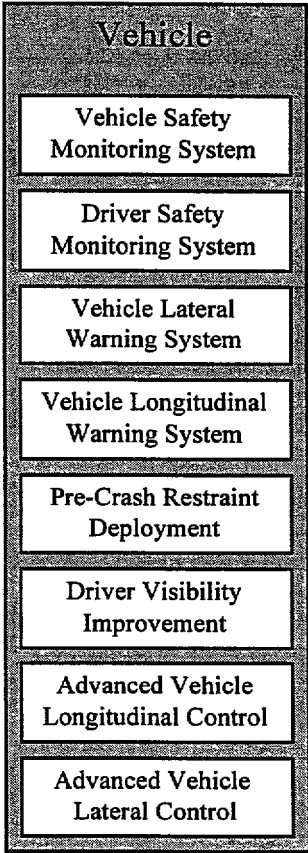 Vehicle
Vehicle Safety
Monitoring System
Driver Safety
Monitoring System
Vehicle Lateral
Warning System
Vehicle Longitudinal
Warning System
Pre-Crash Restraint
Deployment
Driver Visibility
Improvement
Advanced Vehicle
Longitudinal Control
Advanced Vehicle
Lateral Control